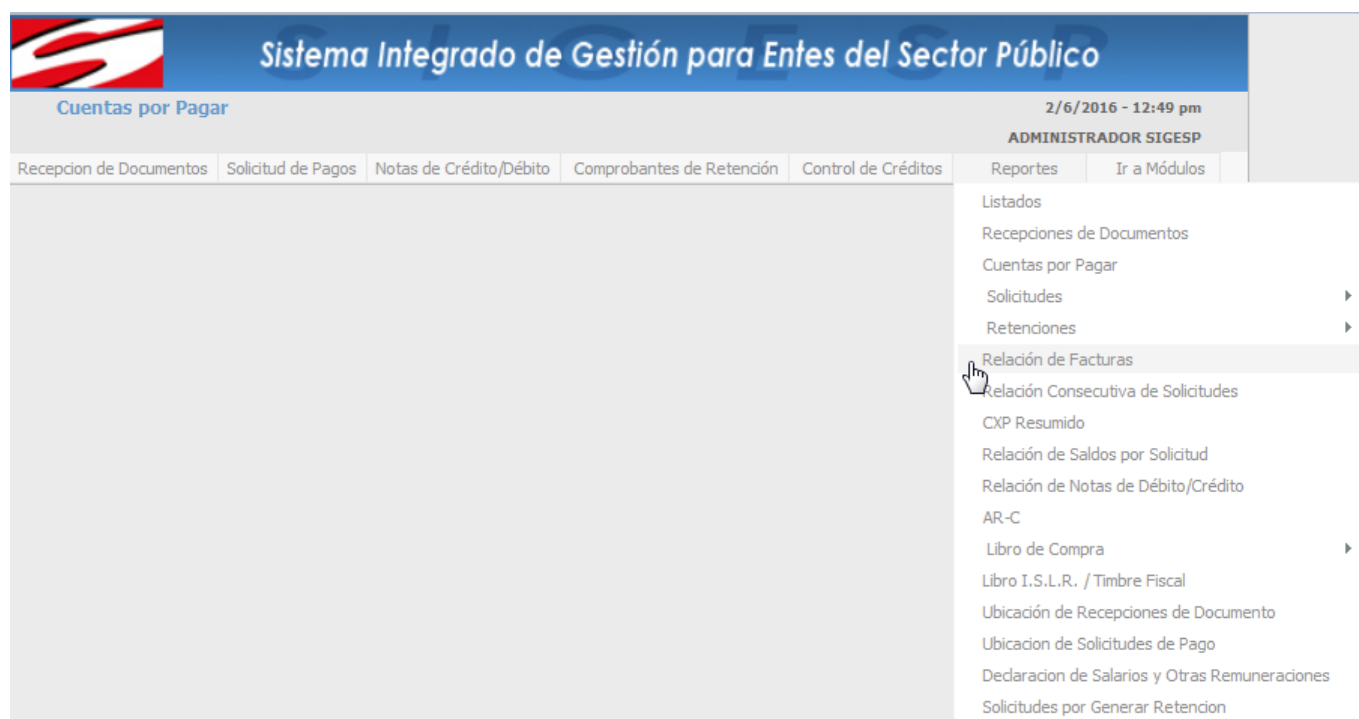 S I G E S P
Sistema Integrado de Gestión para Entes del Sector Público
Cuentas por Pagar
2/6/2016 - 12:49 pm
ADMINISTRADOR SIGESP
Recepcion de Documentos Solicitud de Pagos Notas de Crédito/Débito Comprobantes de Retención Control de Créditos Reportes Ir a Módulos
Listados
Recepciones de Documentos
Cuentas por Pagar
Solicitudes
Retenciones
Relación de Facturas
Relación Consecutiva de Solicitudes
CXP Resumido
Relación de Saldos por Solicitud
Relación de Notas de Débito/Crédito
AR-C
Libro de Compra
Libro I.S.L.R. / Timbre Fiscal
Ubicación de Recepciones de Documento
Ubicacion de Solicitudes de Pago
Declaracion de Salarios y Otras Remuneraciones
Solicitudes por Generar Retencion